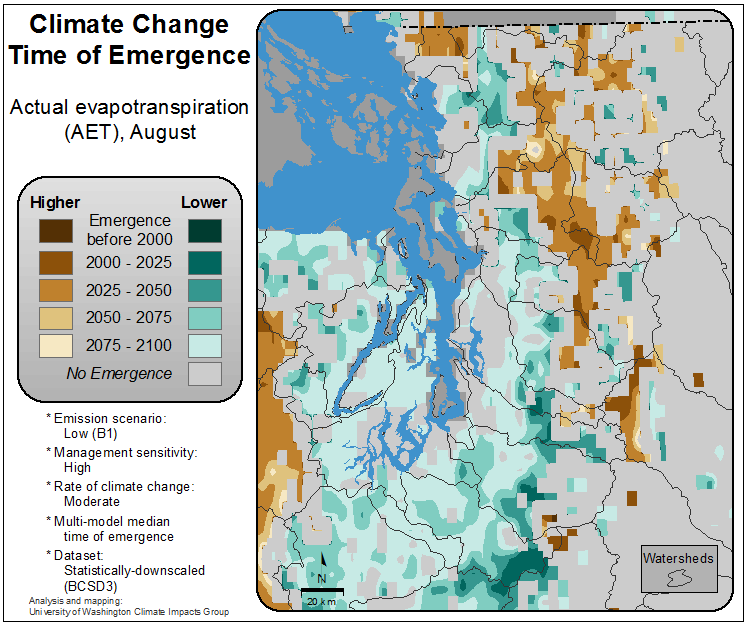 Climate Change
Time of Emergence
Actual evapotranspiration
(AET), August
Higher Lower
Emergence
before 2000
2000 - 2025
2025 - 2050
2050 - 2075
2075 - 2100
No Emergence
* Emission scenario:
Low (B1)
* Management sensitivity:
High
* Rate of climate change:
Moderate
* Multi-model median
time of emergence
* Dataset:
Statistically-downscaled
(BCSD3)
Analysis and mapping:
University of Washington Climate Impacts Group
N
20 km
Watersheds